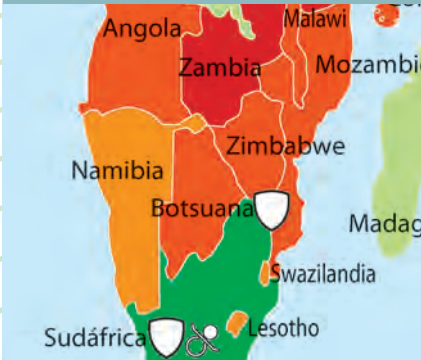 Angola
Malawi
Zambia
Mozambi
Zimbabwe
Namibia
Botsuana
Madag
Swazilandia
Sudáfrica
Lesotho